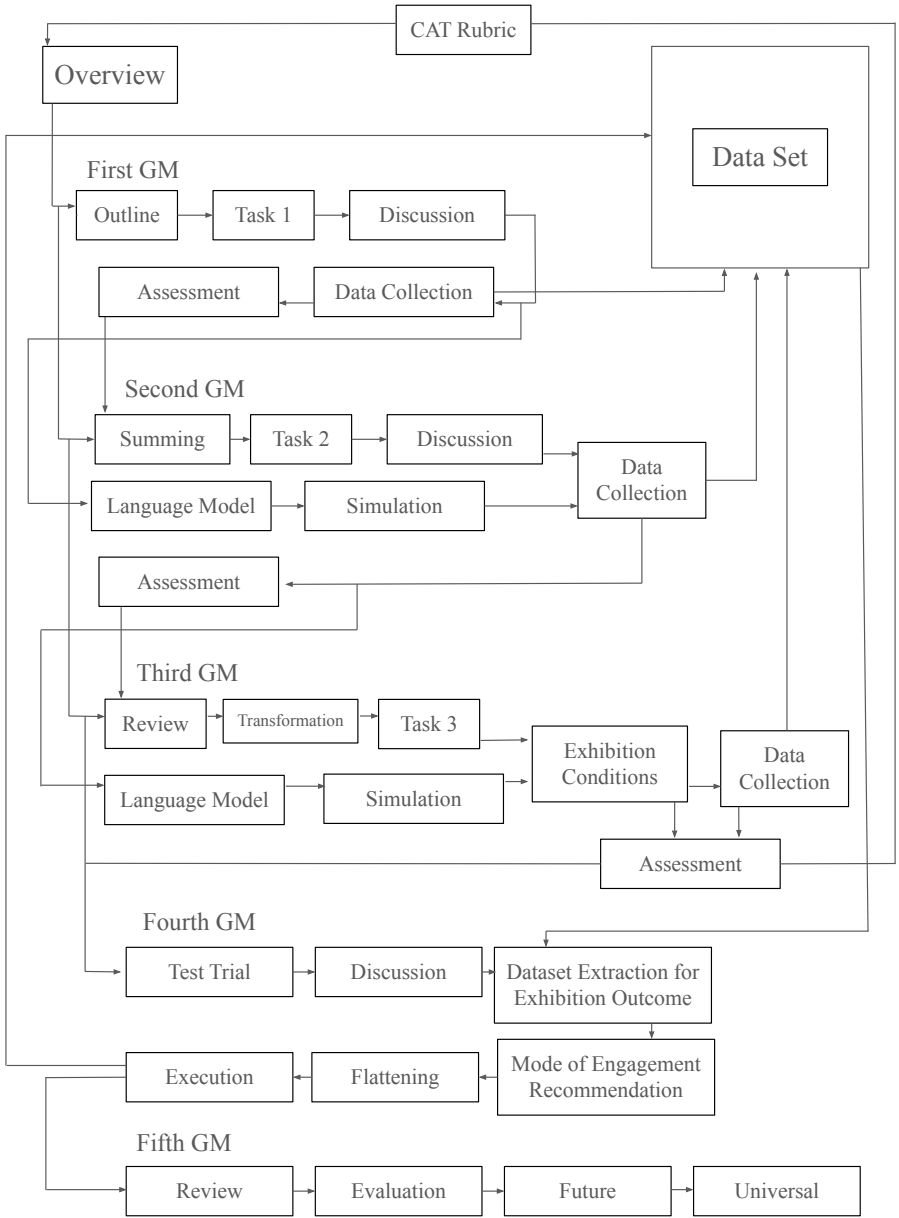 CAT Rubric
Overview
Data Set
First GM
Outline
Task 1
Discussion
Assessment
Data Collection
Second GM
Summing
Task 2
Discussion
Data
Collection
Language Model
Simulation
Assessment
Third GM
Review
Transformation
Task 3
Exhibition
Conditions
Data
Collection
Language Model
Simulation
Assessment
Fourth GM
Test Trial
Discussion
Dataset Extraction for
Exhibition Outcome
Execution
Flattening
Mode of Engagement
Recommendation
Fifth GM
Review
Evaluation
Future
Universal